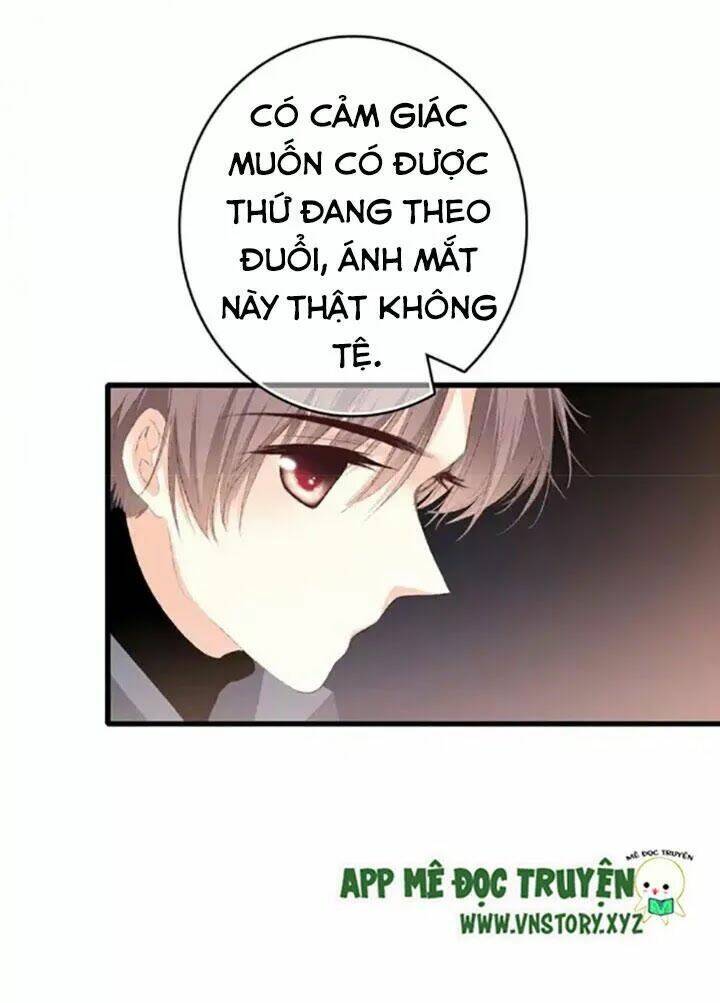 CÓ CẢM GIÁC
MUỐN CÓ ĐƯỢC
THỨ ĐANG THEO
ĐUỔI, ÁNH MẮT
NÀY THẬT KHÔNG
TỆ.
MÊ ĐỌC TRUYỆN
APP MÊ ĐỌC TRUYỆN
WWW.VNSTORY.XYZ